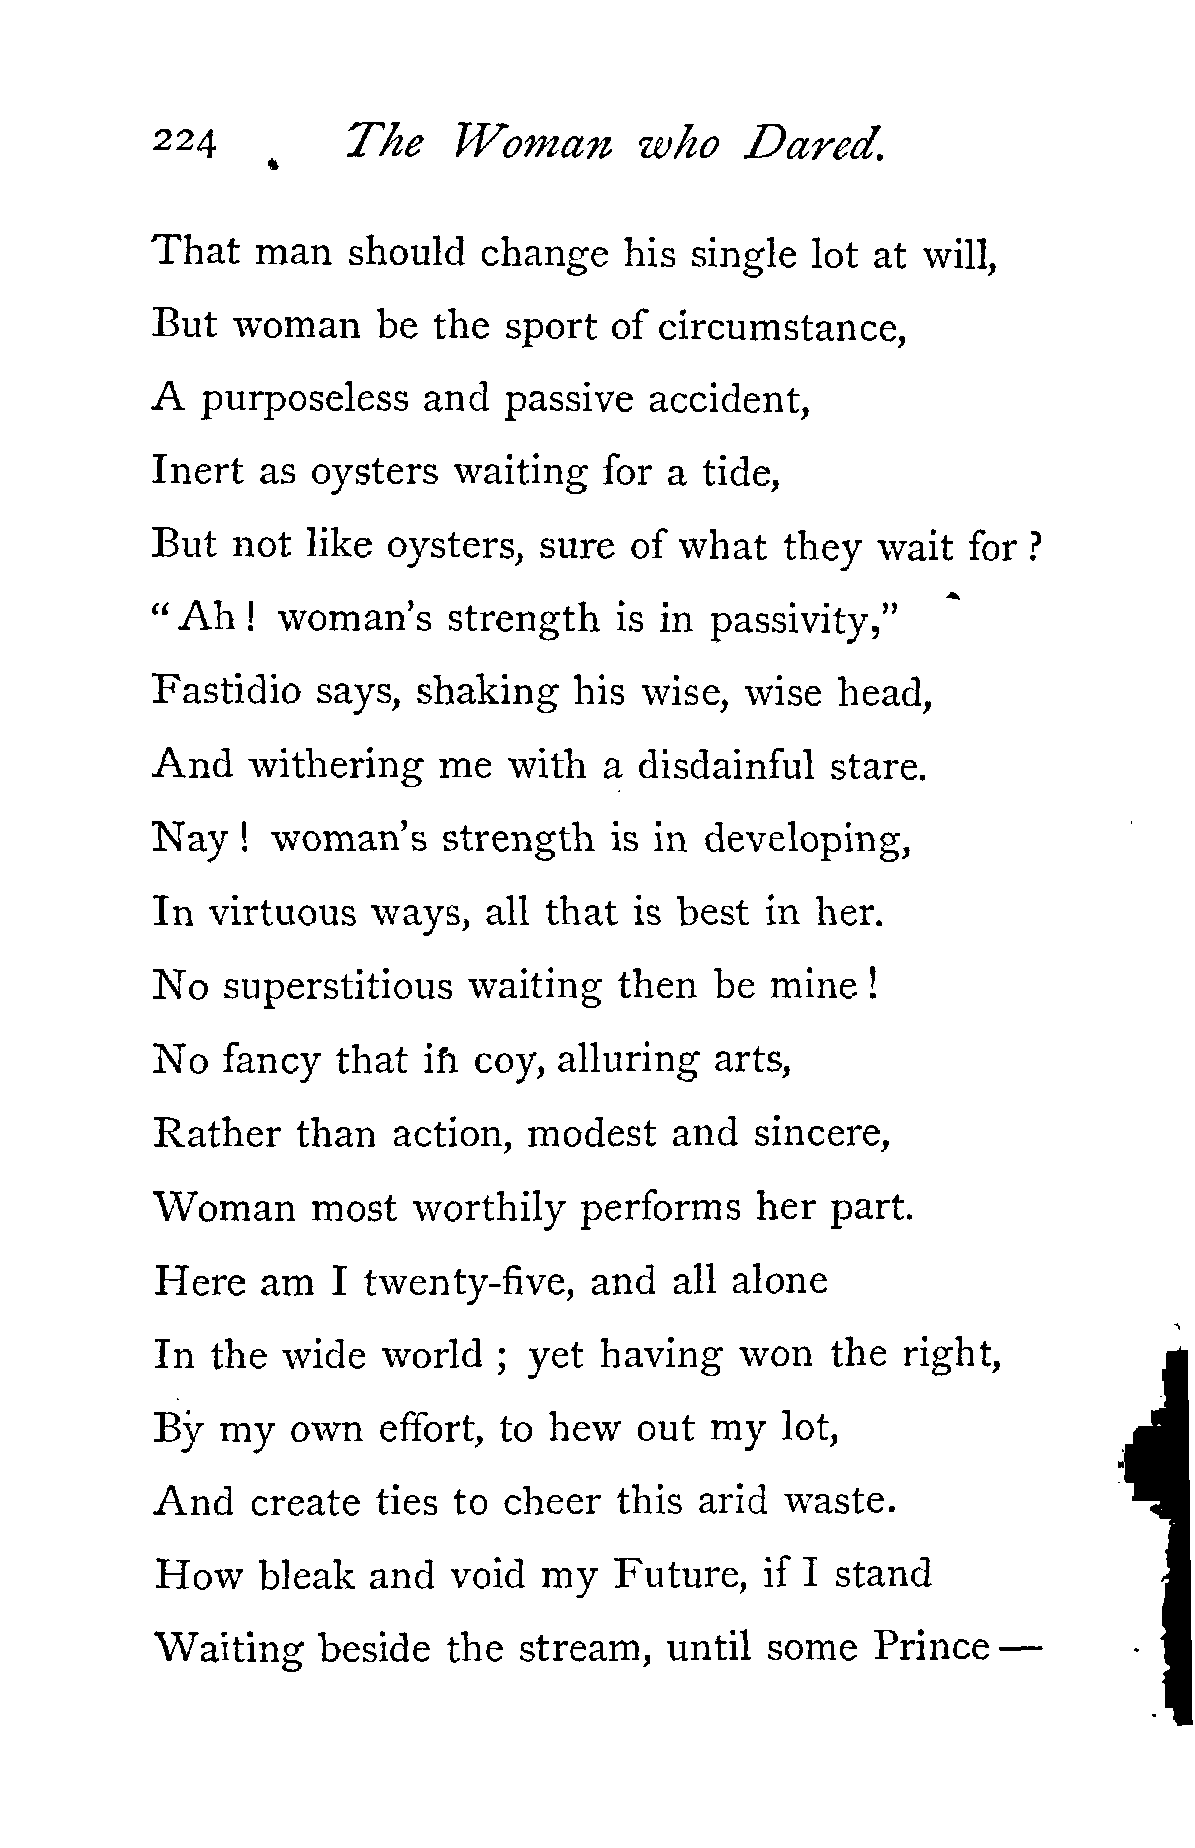 224 The Woman who Dared.
That man should change his single lot at will,
But woman be the sport of circumstance,
A purposeless and passive accident,
Inert as oysters waiting for a tide,
But not like oysters, sure of what they wait for ?
“ Ah ! woman’s strength is in passivity,”
Fastidio says, shaking his wise, wise head,
And withering me with a disdainful stare.
Nay ! woman’s strength is in developing,
In virtuous ways, all that is best in her.
No superstitious waiting then be mine !
No fancy that in coy, alluring arts,
Rather than action, modest and sincere,
Woman most worthily performs her part.
Here am I twenty-five, and all alone
In the wide world ; yet having won the right,
By my own effort, to hew out my lot,
And create ties to cheer this arid waste.
How bleak and void my Future, if I stand
Waiting beside the stream, until some Prince —